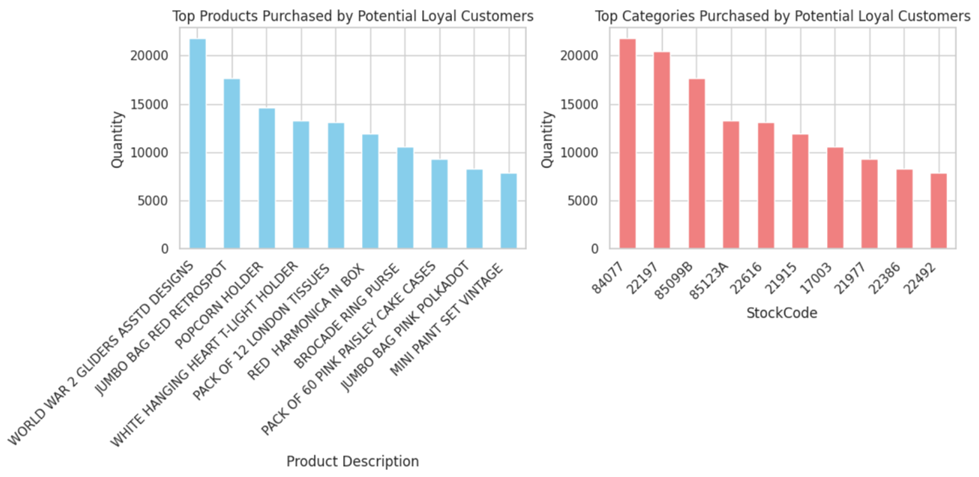 Top Products Purchased by Potential Loyal Customers
Quantity
20000
15000
10000
5000
0
WORLD WAR 2 GLIDERS ASSTD DESIGNS
JUMBO BAG RED RETROSPOT
POPCORN HOLDER
WHITE HANGING HEART T-LIGHT HOLDER
PACK OF 12 LONDON TISSUES
RED  HARMONICA IN BOX
BROCADE RING PURSE
PACK OF 60 PINK PAISLEY CAKE CASES
JUMBO BAG PINK POLKADOT
MINI PAINT SET VINTAGE
Product Description
Top Categories Purchased by Potential Loyal Customers
Quantity
20000
15000
10000
5000
0
84077
22197
85099B
85123A
22616
21915
17003
21977
22386
22492
StockCode